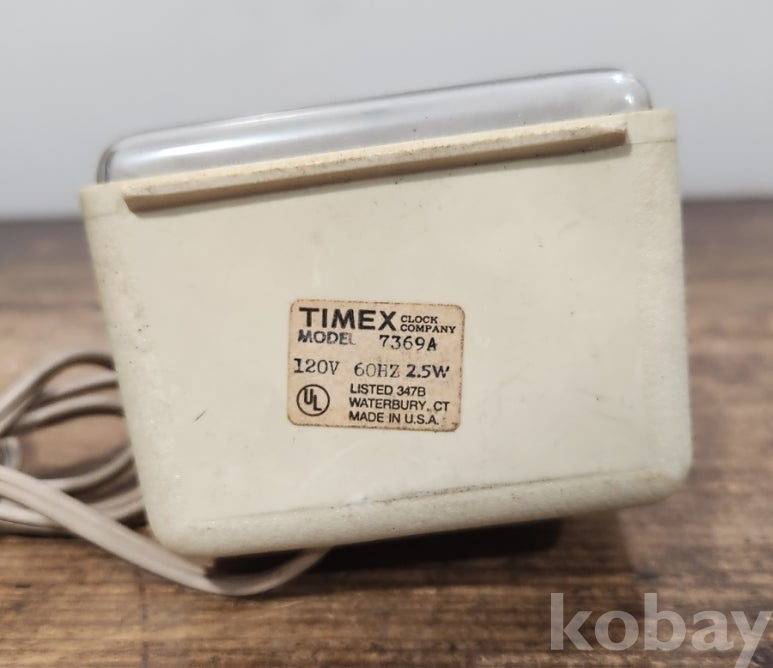 TIMEX CLOCK COMPANY
MODEL 7369A
120V 60HZ 2.5W
UL
LISTED 347B
WATERBURY, CT
MADE IN U.S.A.
kobay